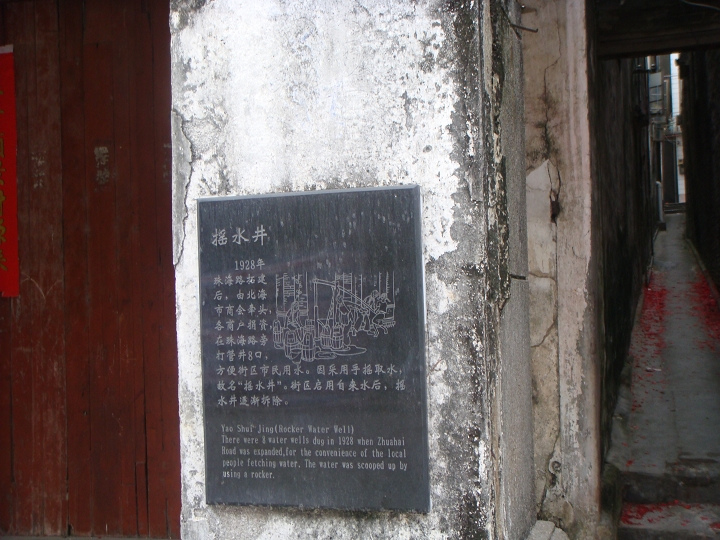 摇水井
1928年
珠海路拓建
后，由北海
市商会牵头，
各商户捐资
在珠海路旁
打管井8口，
方便街区市民用水。因采用手摇取水，
故名“摇水井”。街区启用自来水后，摇
水井逐渐拆除。
Yao Shui Jing(Rocker Water Well)
There were 8 water wells dug in 1928 when Zhuhai
Road was expanded,for the convenience of the local
people fetching water. The water was scooped up by
using a rocker.